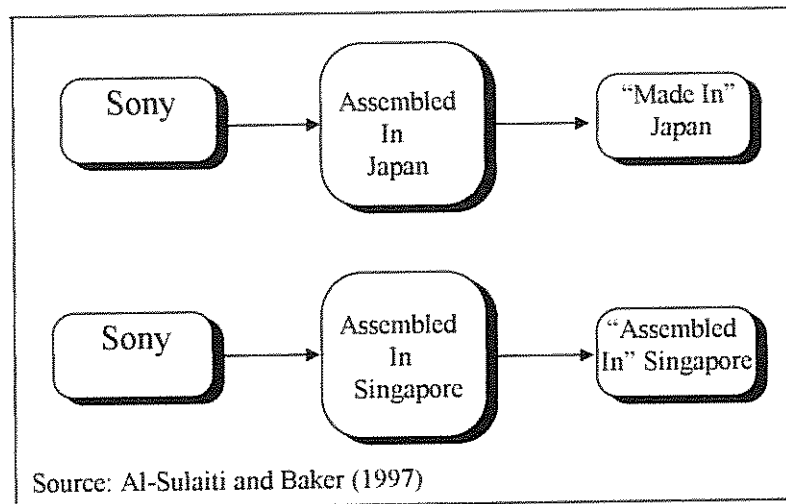 Sony
Assembled
In
Japan
“Made In”
Japan
Sony
Assembled
In
Singapore
“Assembled
In” Singapore
Source: Al-Sulaiti and Baker (1997)